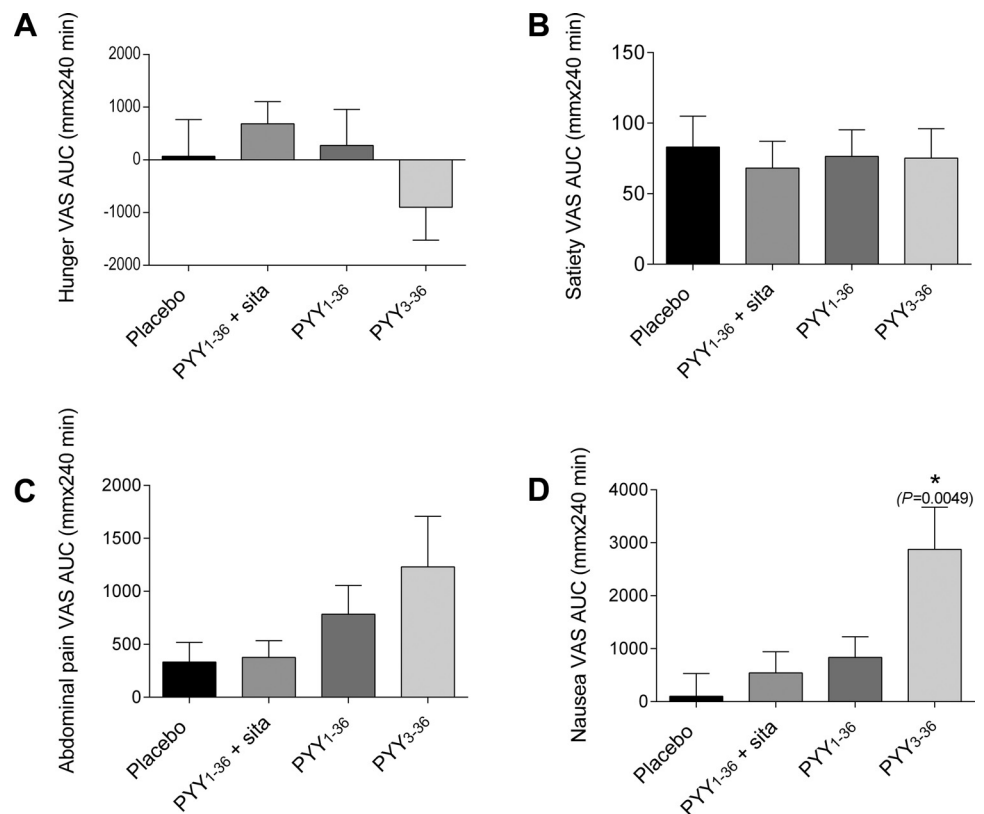 A
Hunger VAS AUC (mmx240 min)
2000
1000
0
-1000
-2000
Placebo
PYY1-36 + sita
PYY1-36
PYY3-36
B
Satiety VAS AUC (mmx240 min)
150
100
50
0
Placebo
PYY1-36 + sita
PYY1-36
PYY3-36
C
Abdominal pain VAS AUC (mmx240 min)
2000
1500
1000
500
0
Placebo
PYY1-36 + sita
PYY1-36
PYY3-36
D
Nausea VAS AUC (mmx240 min)
4000
3000
2000
1000
0
*
(P=0.0049)
Placebo
PYY1-36 + sita
PYY1-36
PYY3-36